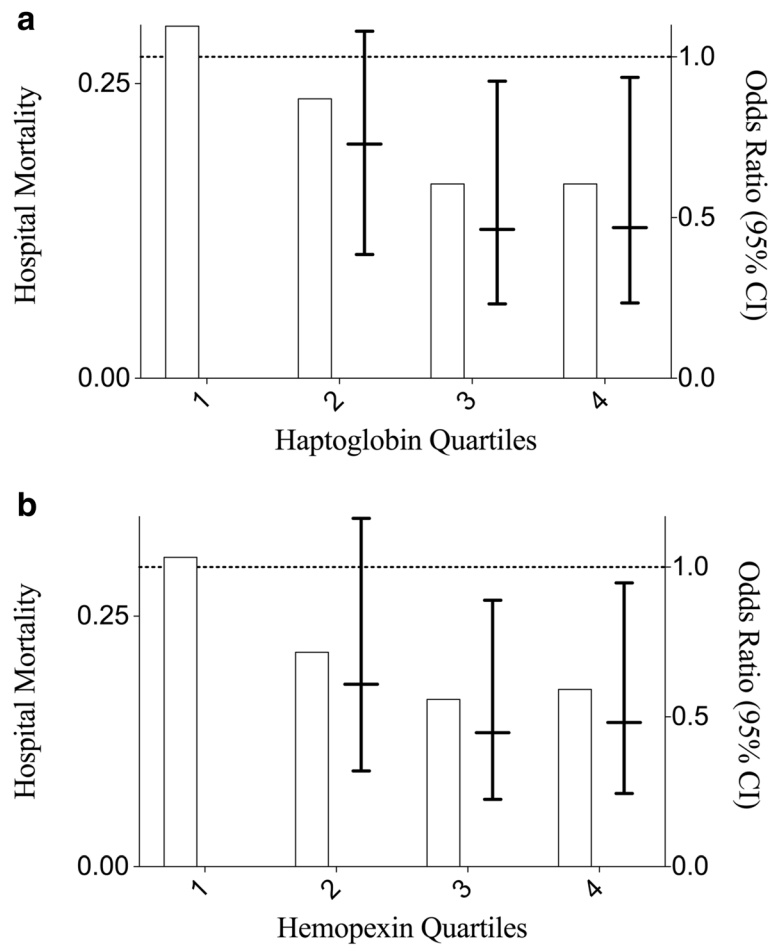 a
Hospital Mortality
0.25
0.00
1.0
0.5
0.0
Odds Ratio (95% CI)
1
2
3
4
Haptoglobin Quartiles
b
Hospital Mortality
0.25
0.00
1.0
0.5
0.0
Odds Ratio (95% CI)
1
2
3
4
Hemopexin Quartiles